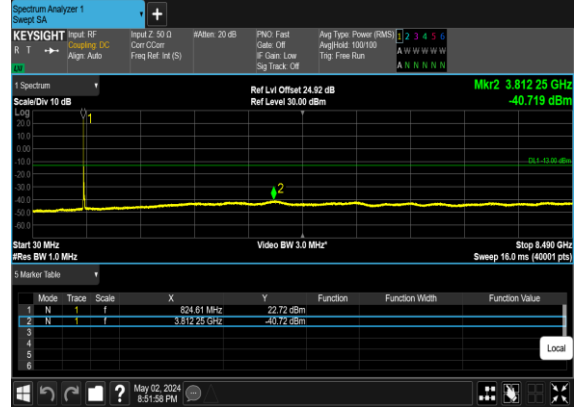 Spectrum Analyzer 1
Swept SA
+
KEYSIGHT Input: RF Input Z: 50 Ω #Atten: 20 dB PNO: Fast Avg Type: Power (RMS) 1 2 3 4 5 6
R T Coupling: DC Corr CCorr Gate: Off Avg|Hold: 100/100 A W W W W W
Align: Auto Freq Ref: Int (S) IF Gain: Low Trig: Free Run
LXI Sig Track: Off A N N N N N
1 Spectrum Ref Lvl Offset 24.92 dB Mkr2 3.812 25 GHz
Scale/Div 10 dB Ref Level 30.00 dBm -40.719 dBm
Log
20.0 1
10.0
0.00
-10.0 DL1 -13.00 dBm
-20.0
-30.0 2
-40.0
-50.0
-60.0
Start 30 MHz Video BW 3.0 MHz* Stop 8.490 GHz
#Res BW 1.0 MHz Sweep 16.0 ms (40001 pts)
5 Marker Table
Mode Trace Scale X Y Function Function Width Function Value
1 N 1 f 824.61 MHz 22.72 dBm
2 N 1 f 3.812 25 GHz -40.72 dBm
3
4
5
6
Local
? May 02, 2024
8:51:58 PM